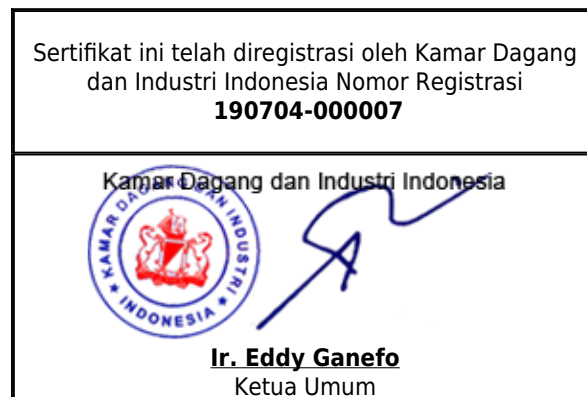 Sertifikat ini telah diregistrasi oleh Kamar Dagang
dan Industri Indonesia Nomor Registrasi
190704-000007
Kamar Dagang dan Industri Indonesia
KAMAR DAGANG DAN INDUSTRI
INDONESIA
Ir. Eddy Ganefo
Ketua Umum